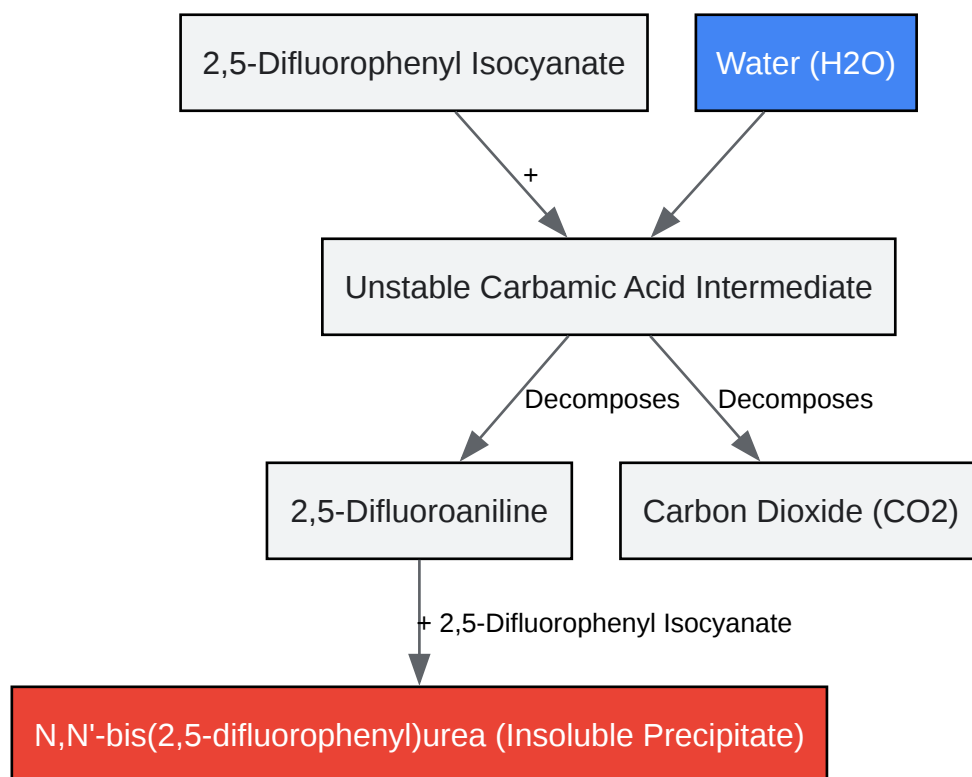 2,5-Difluorophenyl Isocyanate
Water (H2O)
+
Unstable Carbamic Acid Intermediate
Decomposes
Decomposes
2,5-Difluoroaniline
Carbon Dioxide (CO2)
+ 2,5-Difluorophenyl Isocyanate
N,N'-bis(2,5-difluorophenyl)urea (Insoluble Precipitate)